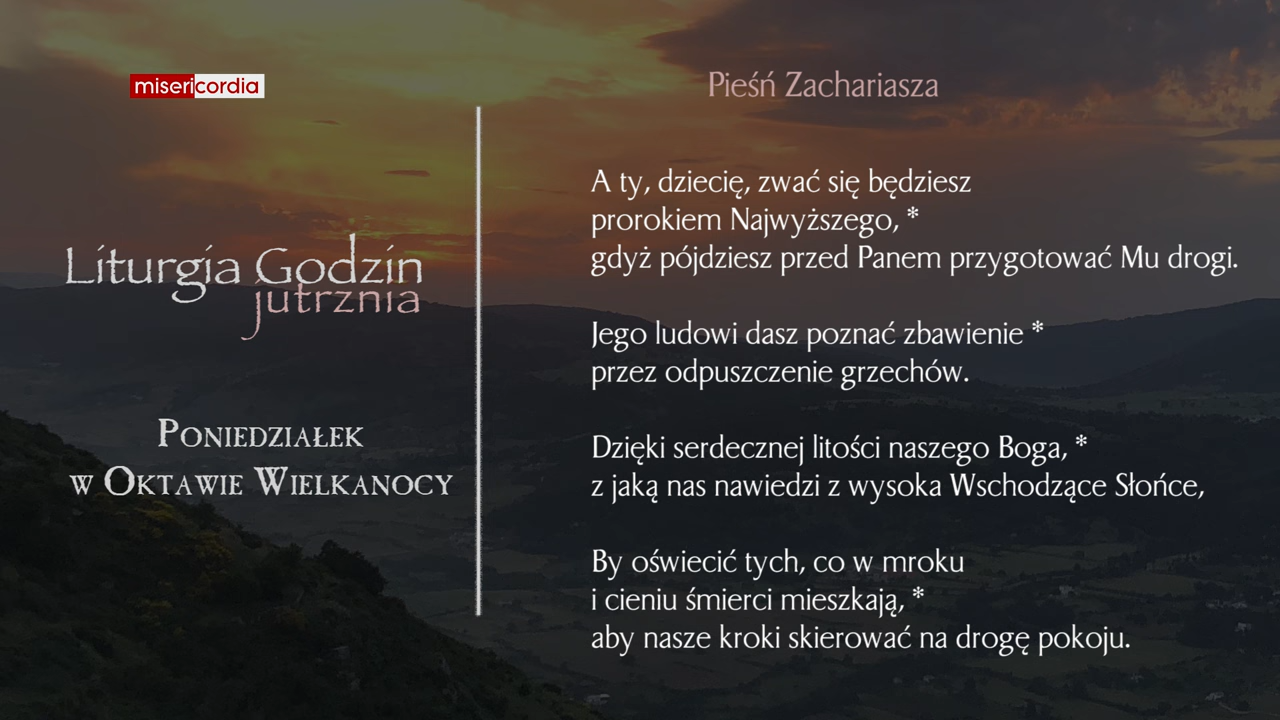 misericordia
Liturgia Godzin
jutrznia
Poniedziałek
w Oktawie Wielkanocy
Pieśń Zachariasza
A ty, dziecię, zwać się będziesz
prorokiem Najwyższego, *
gdyż pójdziesz przed Panem przygotować Mu drogi.
Jego ludowi dasz poznać zbawienie *
przez odpuszczenie grzechów.
Dzięki serdecznej litości naszego Boga, *
z jaką nas nawiedzi z wysoka Wschodzące Słońce,
By oświecić tych, co w mroku
i cieniu śmierci mieszkają, *
aby nasze kroki skierować na drogę pokoju.